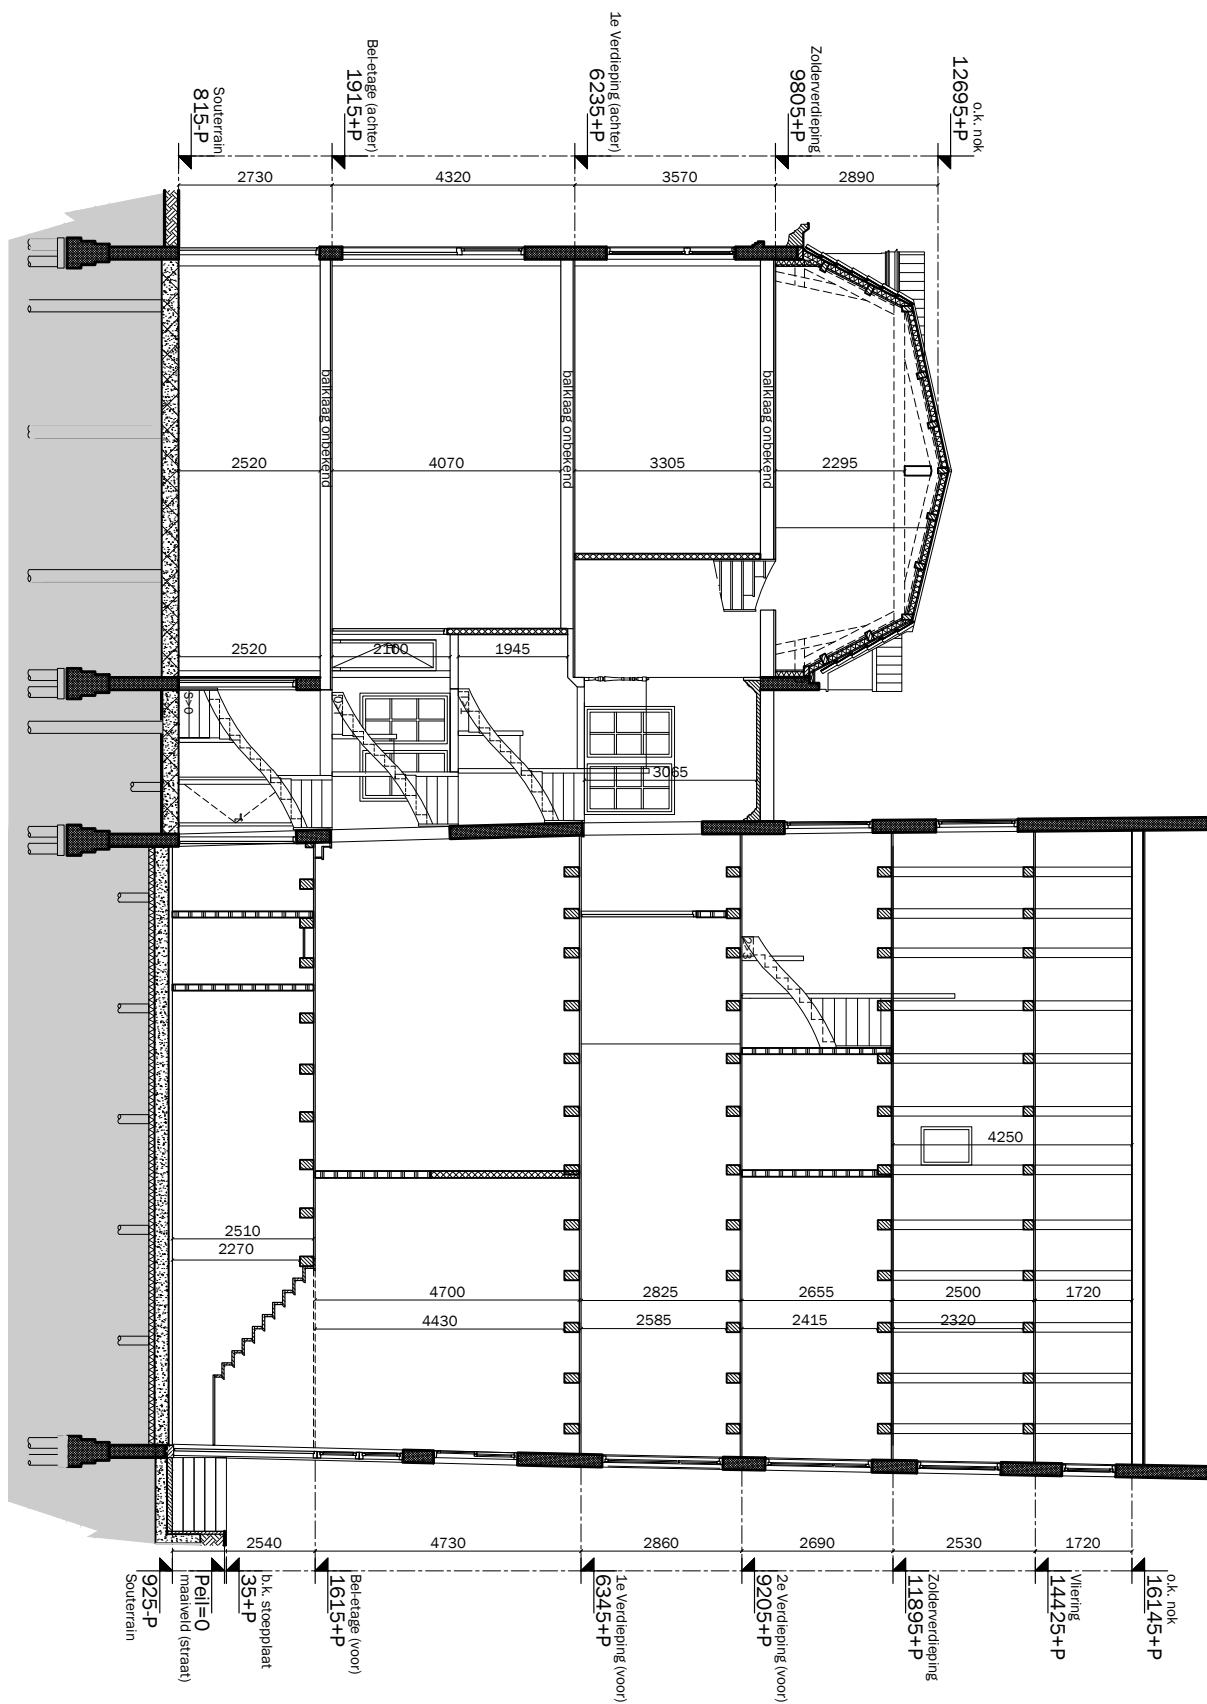 o.k. nok
12695+P
Zolderverdieping
9805+P
1e Verdieping (achter)
6235+P
Bel-etage (achter)
1915+P
Souterrain
815-P
2730
4320
3570
2890
balklaag onbekend
balklaag onbekend
balklaag onbekend
2520
4070
3305
2295
2520
2100
1945
S>0
3065
2>3
4250
2510
2270
4700
2825
2655
2500
1720
4430
2585
2415
2320
2540
4730
2860
2690
2530
1720
o.k. nok
16145+P
Vliering
14425+P
Zolderverdieping
11895+P
2e Verdieping (voor)
9205+P
1e Verdieping (voor)
6345+P
Bel-etage (voor)
1615+P
b.k. stoepplaat
35+P
Peil=0
maaiveld (straat)
925-P
Souterrain